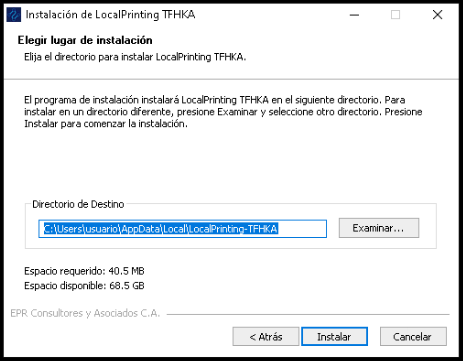 Instalación de LocalPrinting TFHKA
Elegir lugar de instalación
Elija el directorio para instalar LocalPrinting TFHKA.
El programa de instalación instalará LocalPrinting TFHKA en el siguiente directorio. Para
instalar en un directorio diferente, presione Examinar y seleccione otro directorio. Presione
Instalar para comenzar la instalación.
Directorio de Destino
C:\Users\usuario\AppData\Local\LocalPrinting-TFHKA
Examinar...
Espacio requerido: 40.5 MB
Espacio disponible: 68.5 GB
EPR Consultores y Asociados C.A.
< Atrás
Instalar
Cancelar